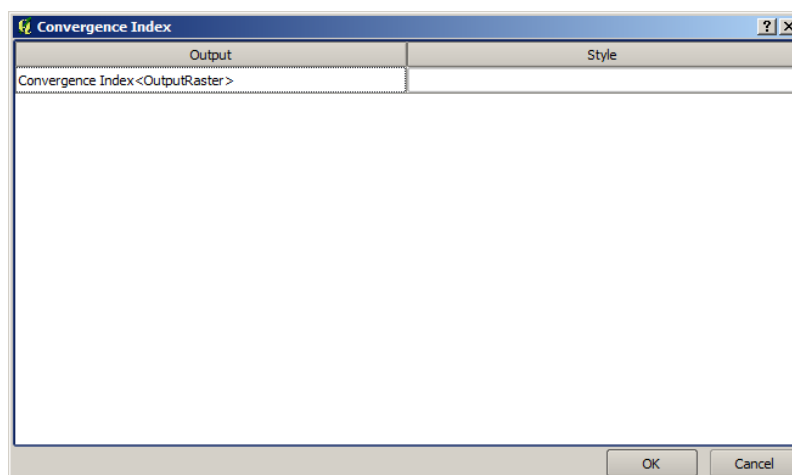 Convergence Index
Output Style
Convergence Index<OutputRaster>
OK Cancel